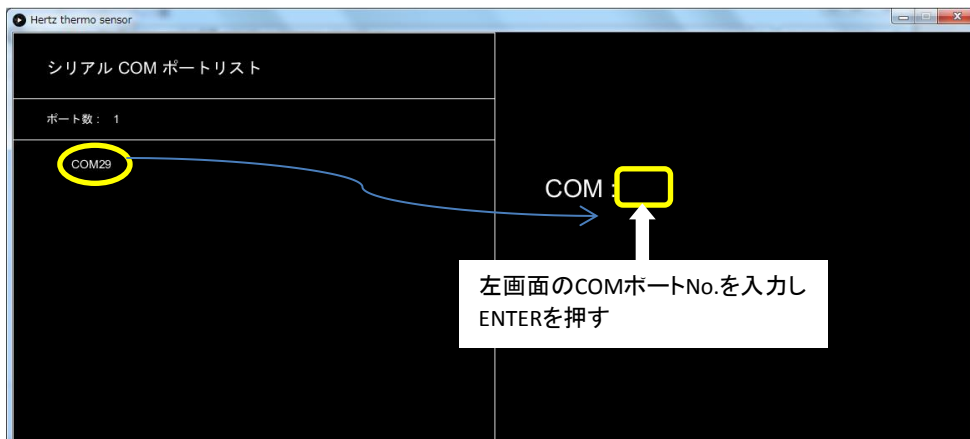 Hertz thermo sensor
シリアル COM ポートリスト
ポート数： 1
COM29
COM :
左画面のCOMポートNo.を入力し
ENTERを押す